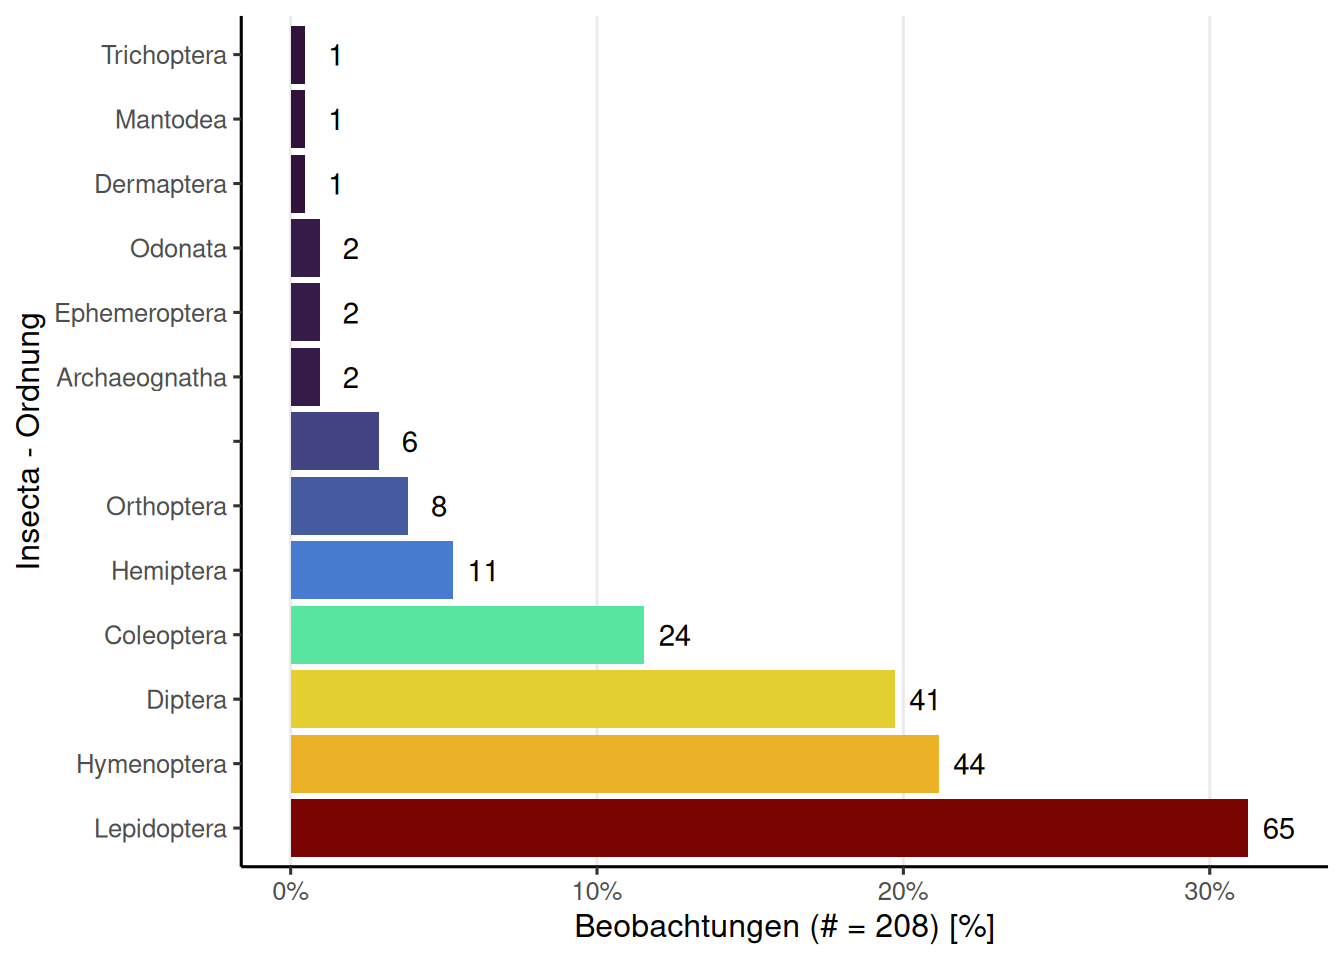 Trichoptera 1
Mantodea 1
Dermaptera 1
Odonata 2
Ephemeroptera 2
Archaeognatha 2
6
Orthoptera 8
Hemiptera 11
Coleoptera 24
Diptera 41
Hymenoptera 44
Lepidoptera 65
Insecta - Ordnung
0% 10% 20% 30%
Beobachtungen (# = 208) [%]